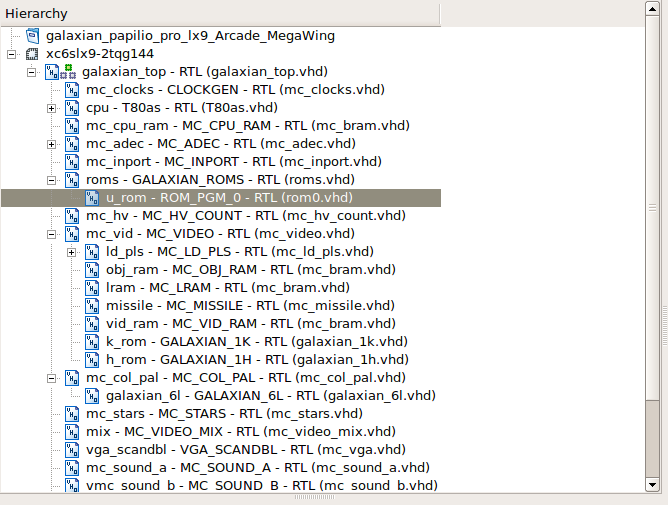 Hierarchy
galaxian_papilio_pro_lx9_Arcade_MegaWing
xc6slx9-2tqg144
galaxian_top - RTL (galaxian_top.vhd)
mc_clocks - CLOCKGEN - RTL (mc_clocks.vhd)
cpu - T80as - RTL (T80as.vhd)
mc_cpu_ram - MC_CPU_RAM - RTL (mc_bram.vhd)
mc_adec - MC_ADEC - RTL (mc_adec.vhd)
mc_inport - MC_INPORT - RTL (mc_inport.vhd)
roms - GALAXIAN_ROMS - RTL (roms.vhd)
u_rom - ROM_PGM_0 - RTL (rom0.vhd)
mc_hv - MC_HV_COUNT - RTL (mc_hv_count.vhd)
mc_vid - MC_VIDEO - RTL (mc_video.vhd)
ld_pls - MC_LD_PLS - RTL (mc_ld_pls.vhd)
obj_ram - MC_OBJ_RAM - RTL (mc_bram.vhd)
lram - MC_LRAM - RTL (mc_bram.vhd)
missile - MC_MISSILE - RTL (mc_missile.vhd)
vid_ram - MC_VID_RAM - RTL (mc_bram.vhd)
k_rom - GALAXIAN_1K - RTL (galaxian_1k.vhd)
h_rom - GALAXIAN_1H - RTL (galaxian_1h.vhd)
mc_col_pal - MC_COL_PAL - RTL (mc_col_pal.vhd)
galaxian_6l - GALAXIAN_6L - RTL (galaxian_6l.vhd)
mc_stars - MC_STARS - RTL (mc_stars.vhd)
mix - MC_VIDEO_MIX - RTL (mc_video_mix.vhd)
vga_scandbl - VGA_SCANDBL - RTL (mc_vga.vhd)
mc_sound_a - MC_SOUND_A - RTL (mc_sound_a.vhd)
vmc_sound_b - MC_SOUND_B - RTL (mc_sound_b.vhd)